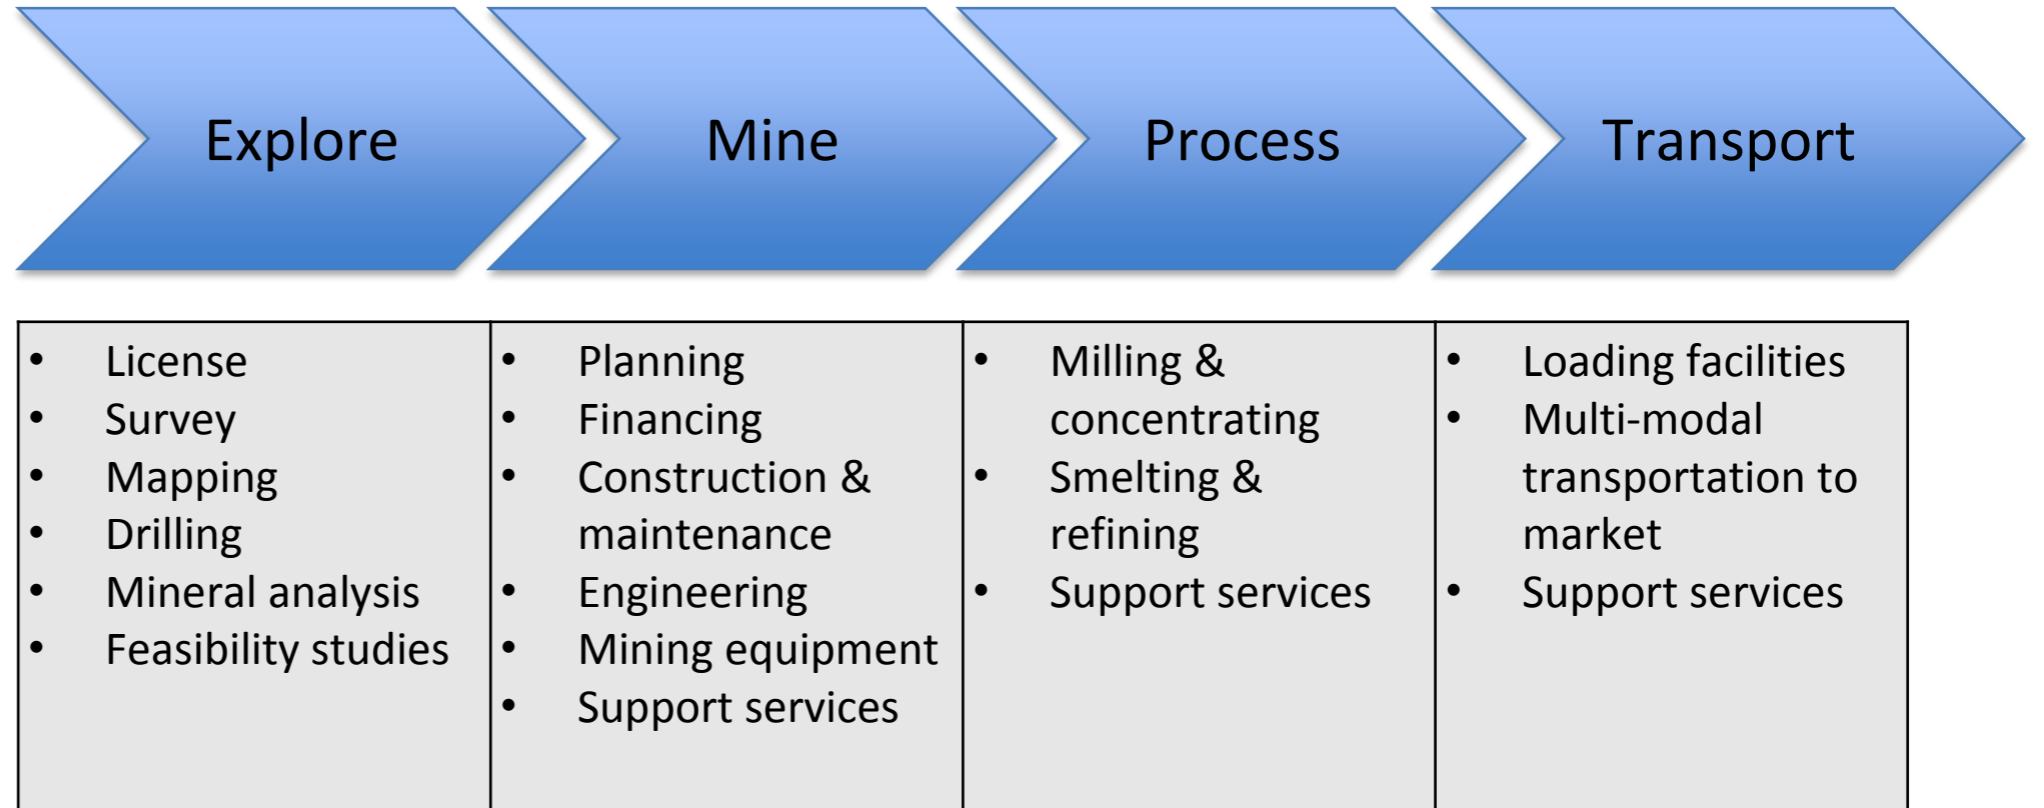 Explore
Mine
Process
Transport
• License
• Survey
• Mapping
• Drilling
• Mineral analysis
• Feasibility studies
• Planning
• Financing
• Construction &
maintenance
• Engineering
• Mining equipment
• Support services
• Milling &
concentrating
• Smelting &
refining
• Support services
• Loading facilities
• Multi-modal
transportation to
market
• Support services